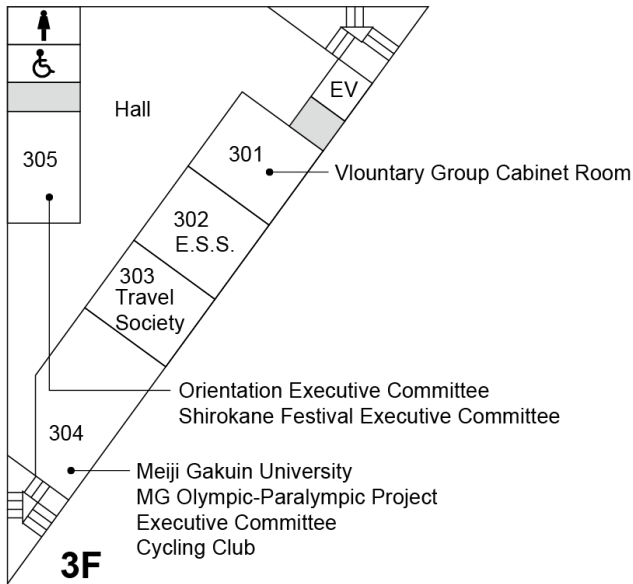 EV
Hall
301
305
Vlountary Group Cabinet Room
302
E.S.S.
303
Travel
Society
Orientation Executive Committee
Shirokane Festival Executive Committee
304
Meiji Gakuin University
MG Olympic-Paralympic Project
Executive Committee
Cycling Club
3F